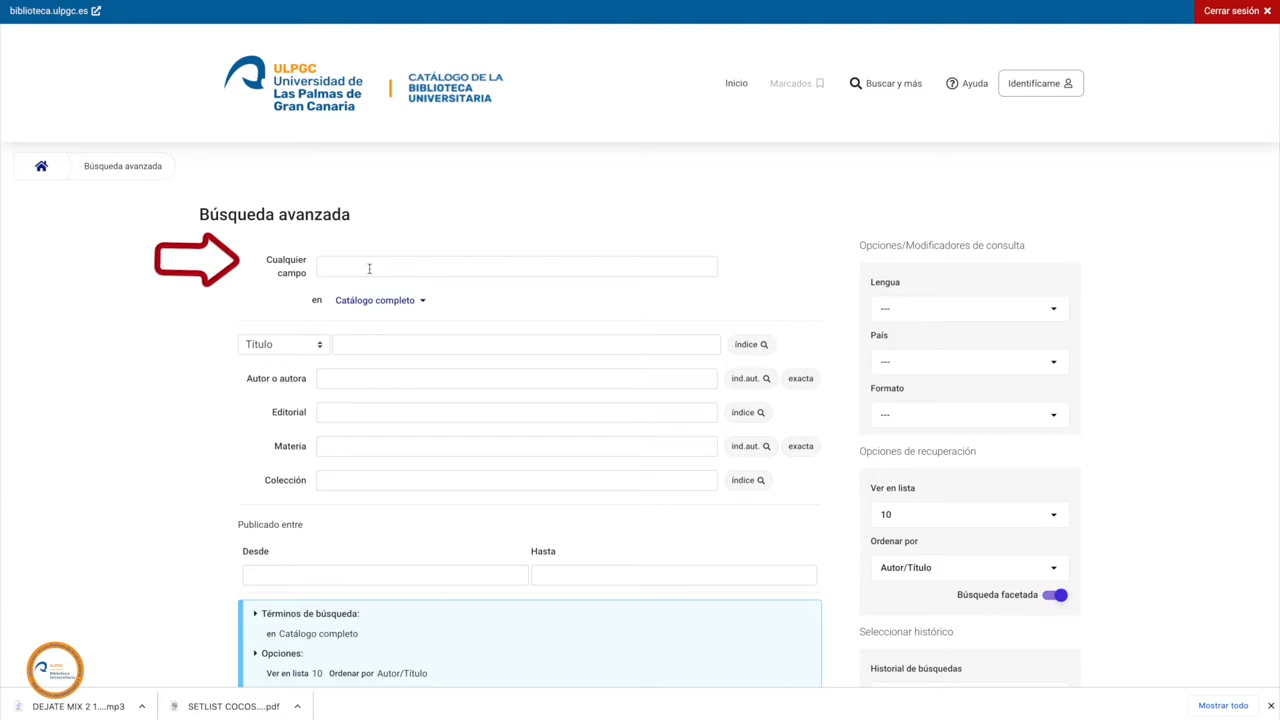 biblioteca.ulpgc.es
Cerrar sesión
ULPGC
Universidad de
Las Palmas de
Gran Canaria
CATÁLOGO DE LA
BIBLIOTECA
UNIVERSITARIA
Inicio
Marcados
Buscar y más
Ayuda
Identifícame
Búsqueda avanzada
Búsqueda avanzada
Cualquier
campo
en Catálogo completo
Título
índice
Autor o autora
ind.aut.
exacta
Editorial
índice
Materia
ind.aut.
exacta
Colección
índice
Publicado entre
Desde
Hasta
Términos de búsqueda:
en Catálogo completo
Opciones:
Ver en lista 10 Ordenar por Autor/Título
Opciones/Modificadores de consulta
Lengua
---
País
---
Formato
---
Opciones de recuperación
Ver en lista
10
Ordenar por
Autor/Título
Búsqueda facetada
Seleccionar histórico
Historial de búsquedas
DEJATE MIX 2 1....mp3
SETLIST COCOS....pdf
Mostrar todo